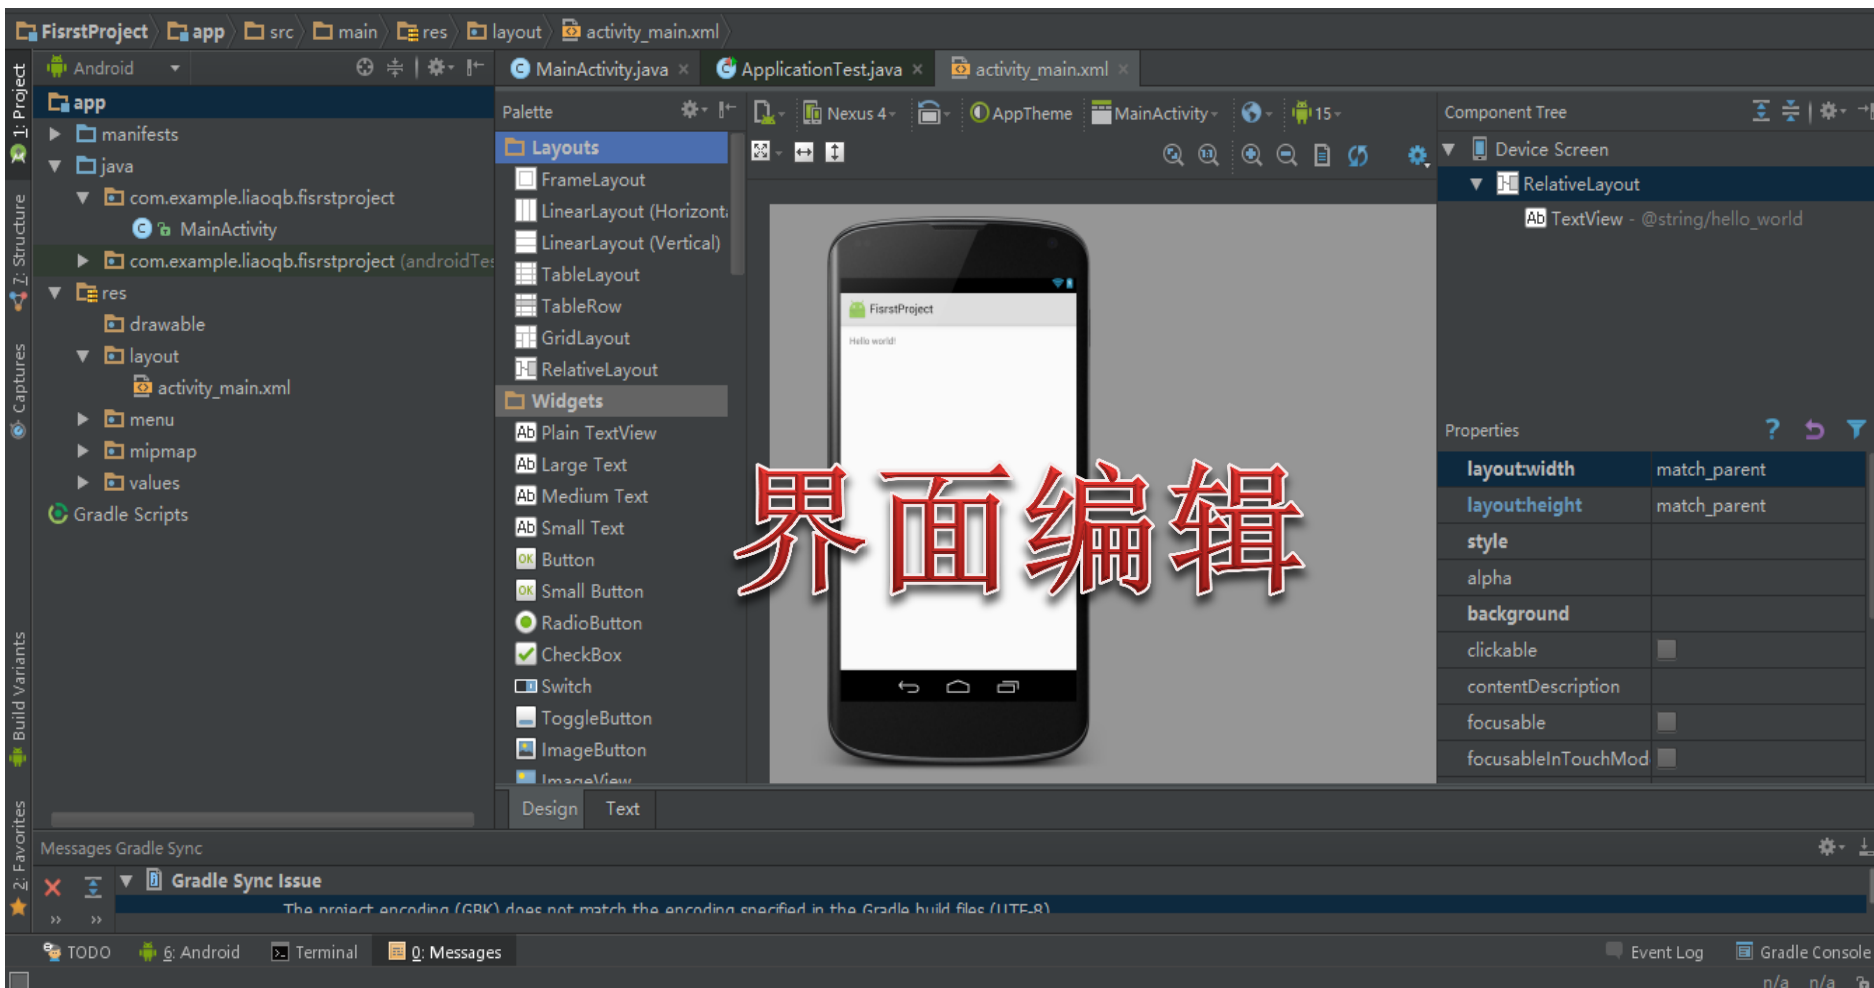 FisrstProject app src main res layout activity_main.xml
1: Project
7: Structure
Captures
Build Variants
2: Favorites
Android
app
manifests
java
com.example.liaoqb.fisrstproject
MainActivity
com.example.liaoqb.fisrstproject (androidTes
res
drawable
layout
activity_main.xml
menu
mipmap
values
Gradle Scripts
MainActivity.java ApplicationTest.java activity_main.xml
Palette
Layouts
FrameLayout
LinearLayout (Horizont
LinearLayout (Vertical)
TableLayout
TableRow
GridLayout
RelativeLayout
Widgets
Plain TextView
Large Text
Medium Text
Small Text
Button
Small Button
RadioButton
CheckBox
Switch
ToggleButton
ImageButton
ImageView
Nexus 4 AppTheme MainActivity 15
FisrstProject
Hello world!
界面编辑
Design Text
Component Tree
Device Screen
RelativeLayout
Ab TextView - @string/hello_world
Properties
layout:width match_parent
layout:height match_parent
style
alpha
background
clickable
contentDescription
focusable
focusableInTouchMod
Messages Gradle Sync
Gradle Sync Issue
The project encoding (GBK) does not match the encoding specified in the Gradle build files (UTF-8)
TODO 6: Android Terminal 0: Messages Event Log Gradle Console
n/a n/a